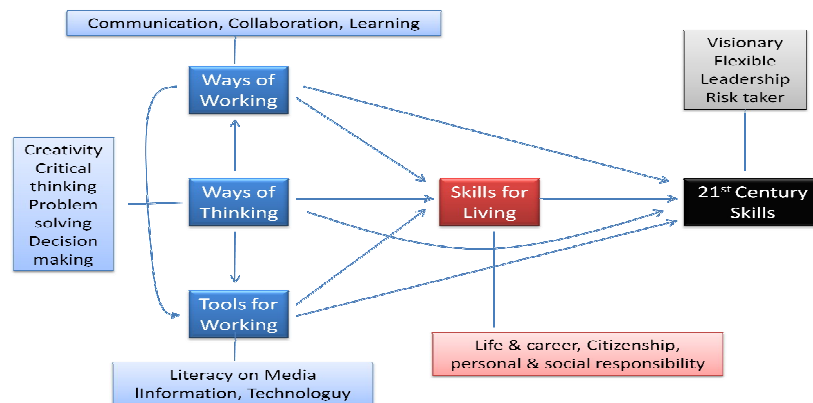 Communication, Collaboration, Learning
Visionary
Flexible
Leadership
Risk taker
Ways of
Working
Creativity
Critical
thinking
Problem
solving
Decision
making
Ways of
Thinking
Skills for
Living
21st Century
Skills
Tools for
Working
Life & career, Citizenship,
personal & social responsibility
Literacy on Media
IInformation, Technologuy